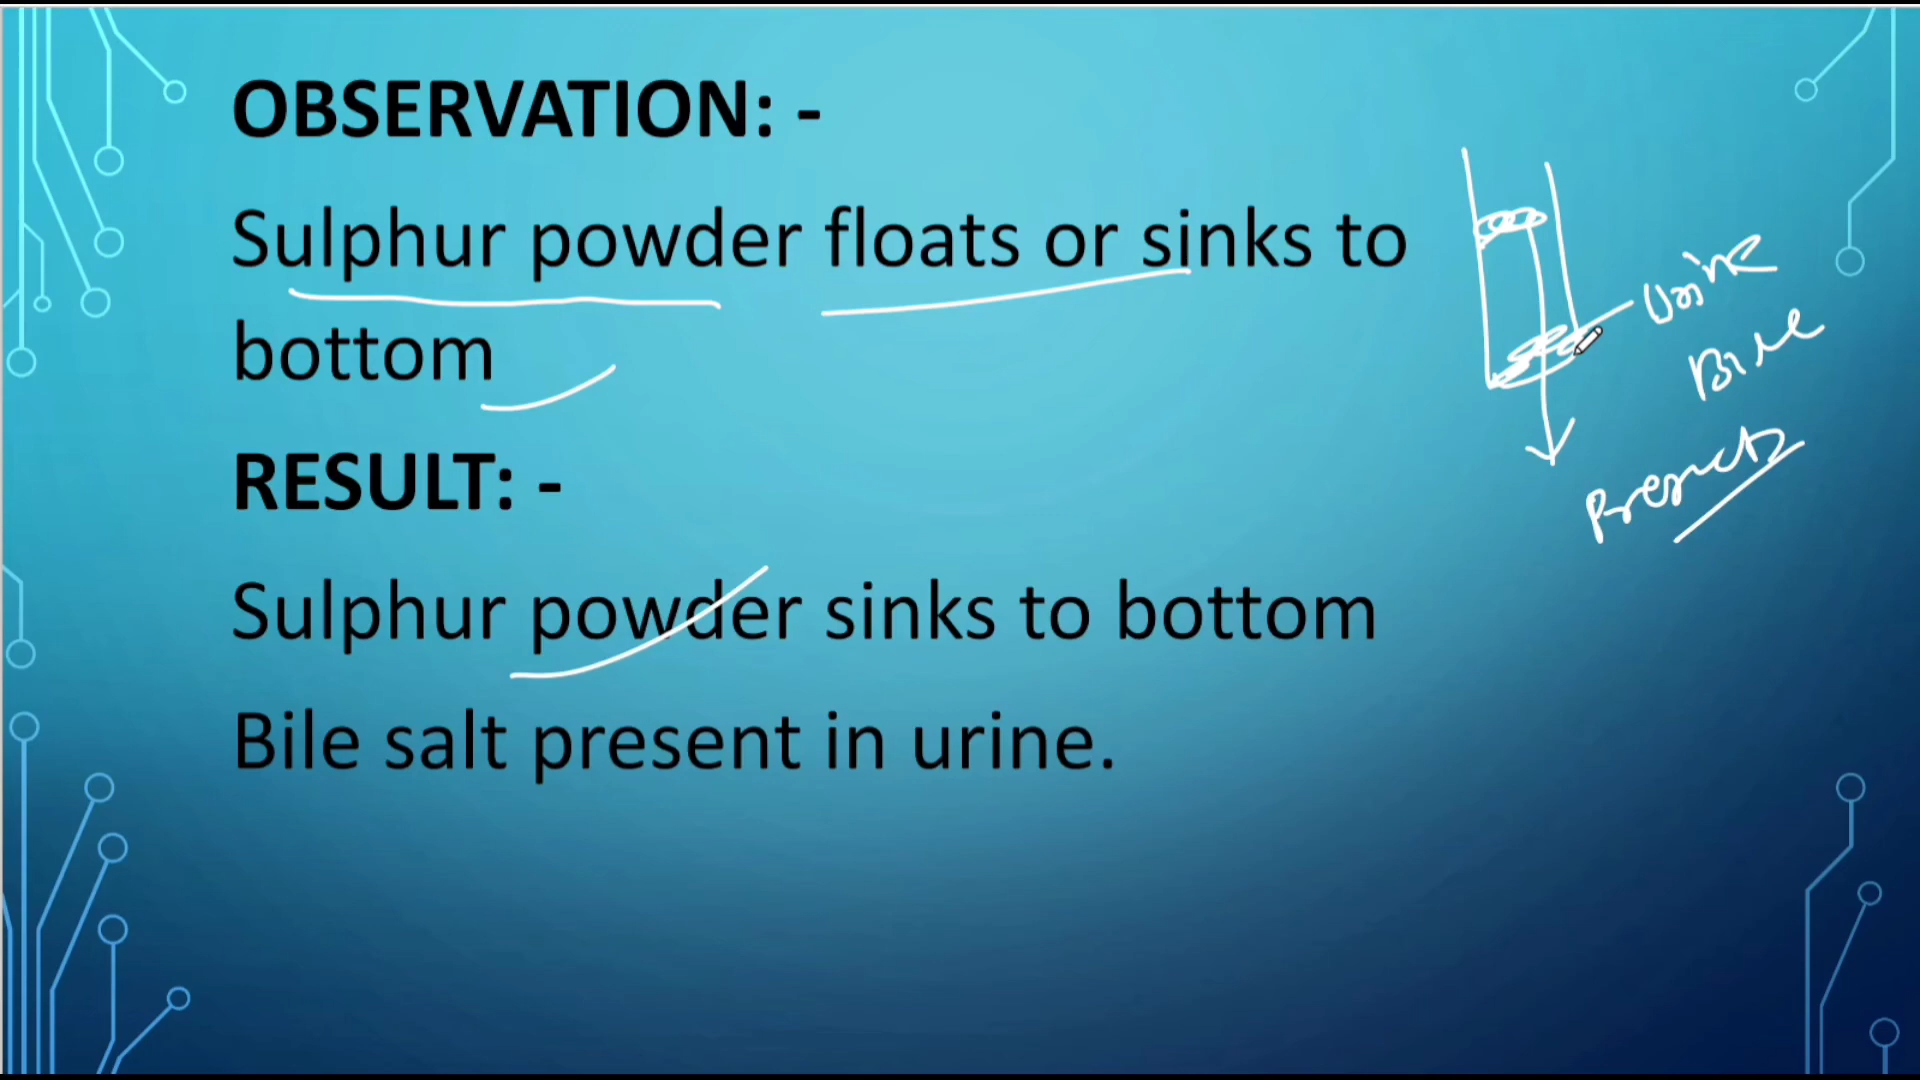 OBSERVATION: -
Sulphur powder floats or sinks to
bottom
RESULT: -
Sulphur powder sinks to bottom
Bile salt present in urine.
Urine
Bile